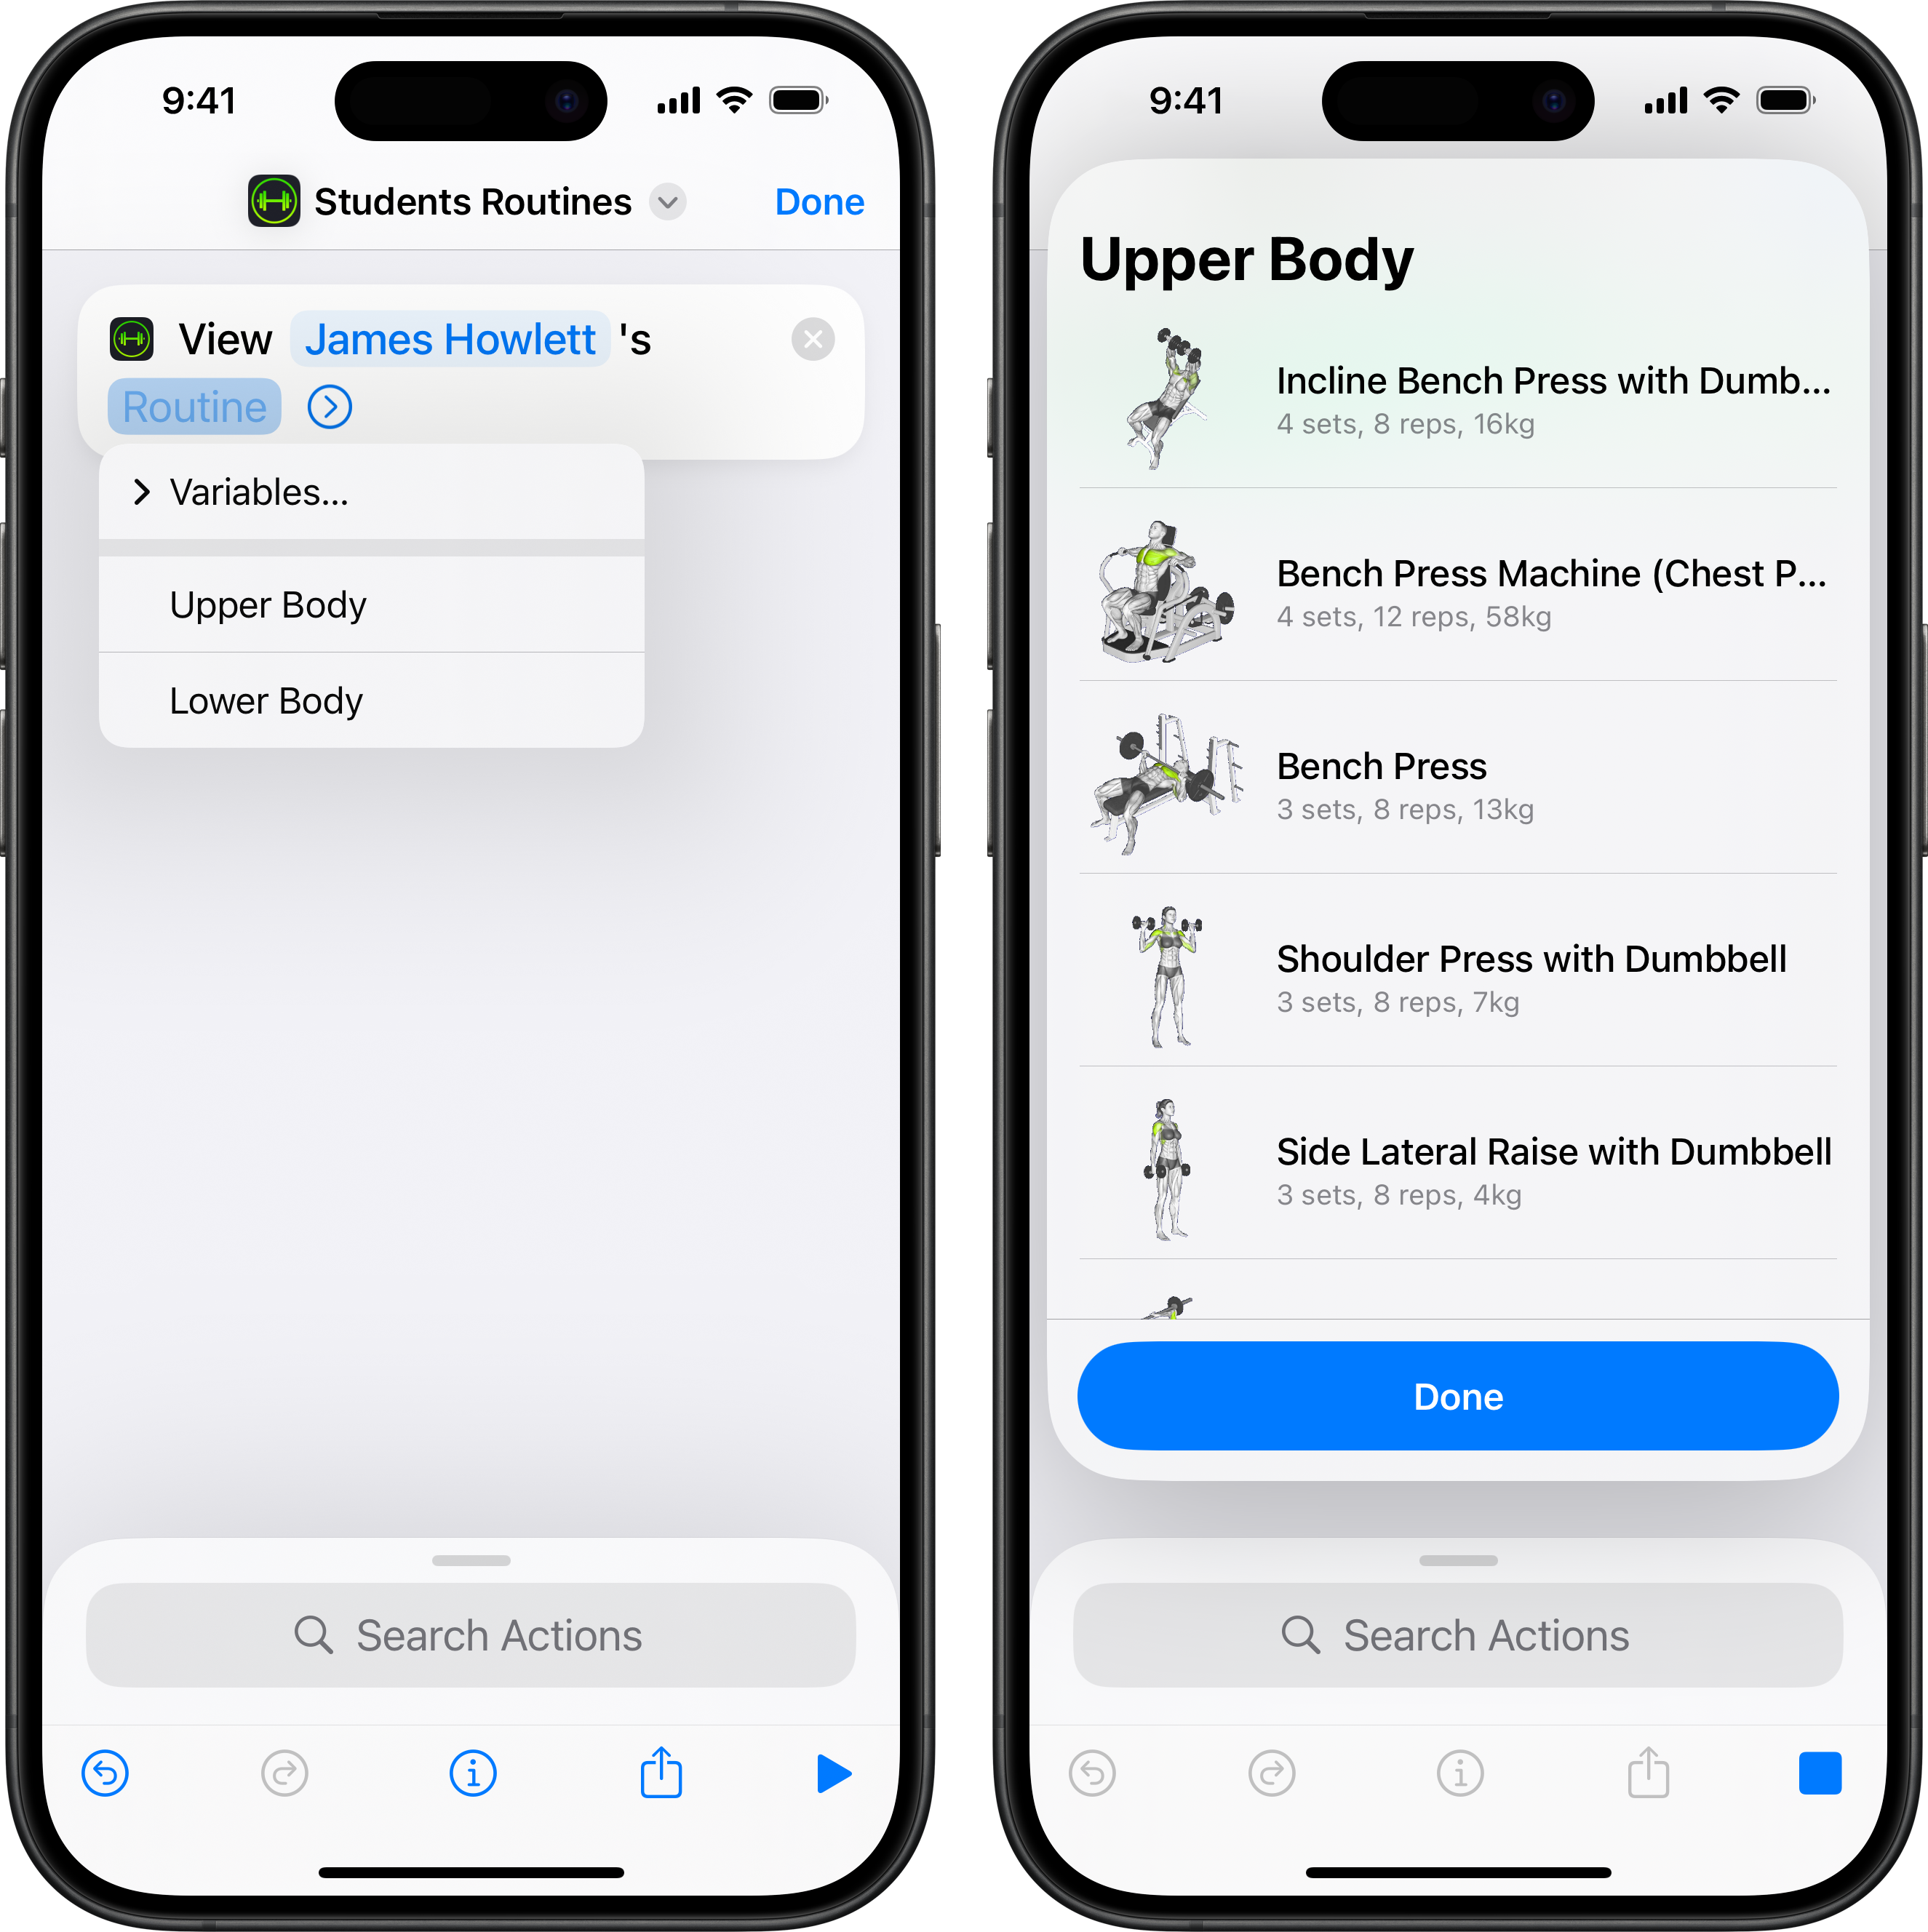 9:41
Students Routines
Done
View James Howlett 's
Routine
Variables...
Upper Body
Lower Body
Search Actions
9:41
Upper Body
Incline Bench Press with Dumb...
4 sets, 8 reps, 16kg
Bench Press Machine (Chest P...
4 sets, 12 reps, 58kg
Bench Press
3 sets, 8 reps, 13kg
Shoulder Press with Dumbbell
3 sets, 8 reps, 7kg
Side Lateral Raise with Dumbbell
3 sets, 8 reps, 4kg
Done
Search Actions